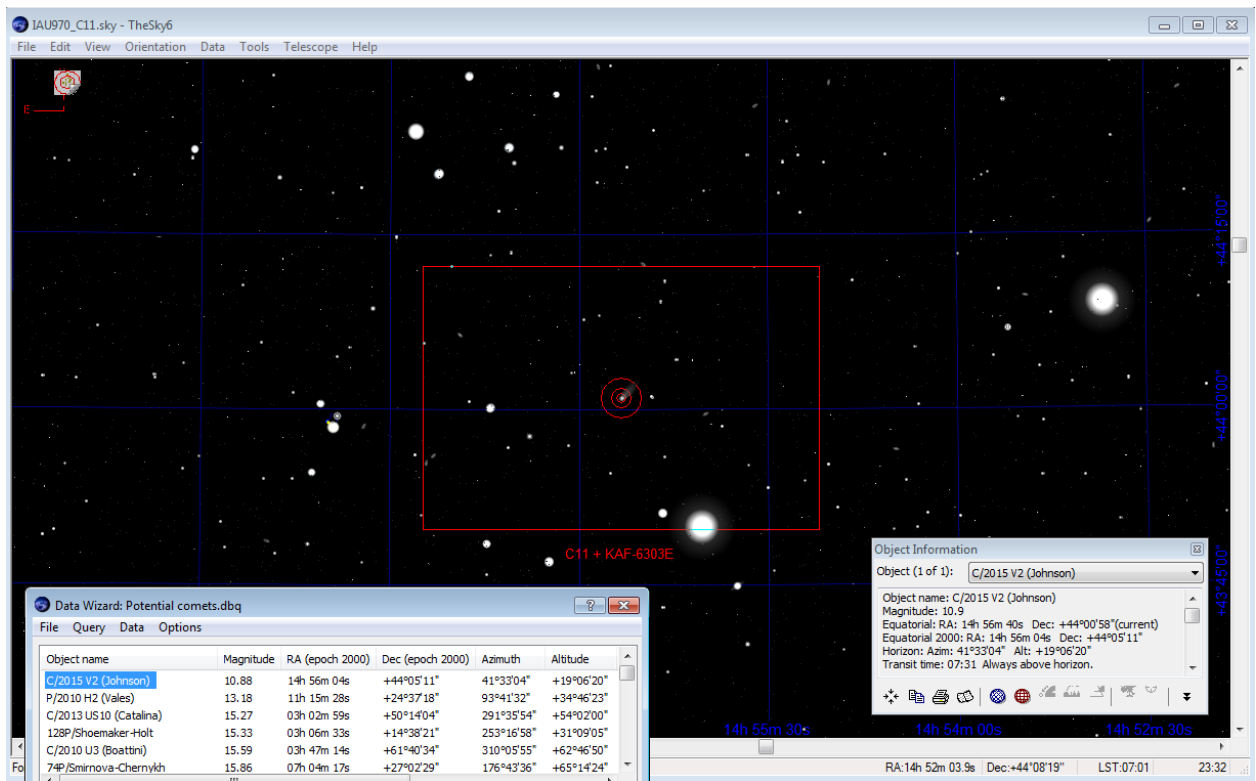 IAU970_C11.sky - TheSky6
File Edit View Orientation Data Tools Telescope Help
E
+44°15'00"
+44°00'00"
C11 + KAF-6303E
+43°45'00"
14h 55m 30s
14h 54m 00s
14h 52m 30s
Object Information
Object (1 of 1): C/2015 V2 (Johnson)
Object name: C/2015 V2 (Johnson)
Magnitude: 10.9
Equatorial: RA: 14h 56m 40s Dec: +44°00'58"(current)
Equatorial 2000: RA: 14h 56m 04s Dec: +44°05'11"
Horizon: Azim: 41°33'04" Alt: +19°06'20"
Transit time: 07:31 Always above horizon.
Data Wizard: Potential comets.dbq
File Query Data Options
Object name Magnitude RA (epoch 2000) Dec (epoch 2000) Azimuth Altitude
C/2015 V2 (Johnson) 10.88 14h 56m 04s +44°05'11" 41°33'04" +19°06'20"
P/2010 H2 (Vales) 13.18 11h 15m 28s +24°37'18" 93°41'32" +34°46'23"
C/2013 US10 (Catalina) 15.27 03h 02m 59s +50°14'04" 291°35'54" +54°02'00"
128P/Shoemaker-Holt 15.33 03h 06m 33s +14°38'21" 253°16'58" +31°09'05"
C/2010 U3 (Boattini) 15.59 03h 47m 14s +61°40'34" 310°05'55" +62°46'50"
74P/Smirnova-Chernykh 15.86 07h 04m 17s +27°02'29" 176°43'36" +65°14'24"
Fo
RA:14h 52m 03.9s Dec:+44°08'19" LST:07:01 23:32